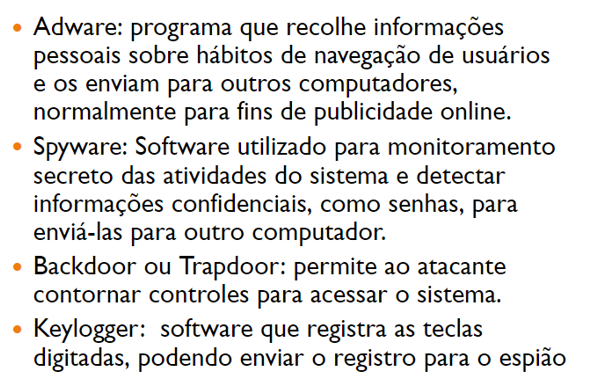 • Adware: programa que recolhe informações
pessoais sobre hábitos de navegação de usuários
e os enviam para outros computadores,
normalmente para fins de publicidade online.
• Spyware: Software utilizado para monitoramento
secreto das atividades do sistema e detectar
informações confidenciais, como senhas, para
enviá-las para outro computador.
• Backdoor ou Trapdoor: permite ao atacante
contornar controles para acessar o sistema.
• Keylogger:  software que registra as teclas
digitadas, podendo enviar o registro para o espião